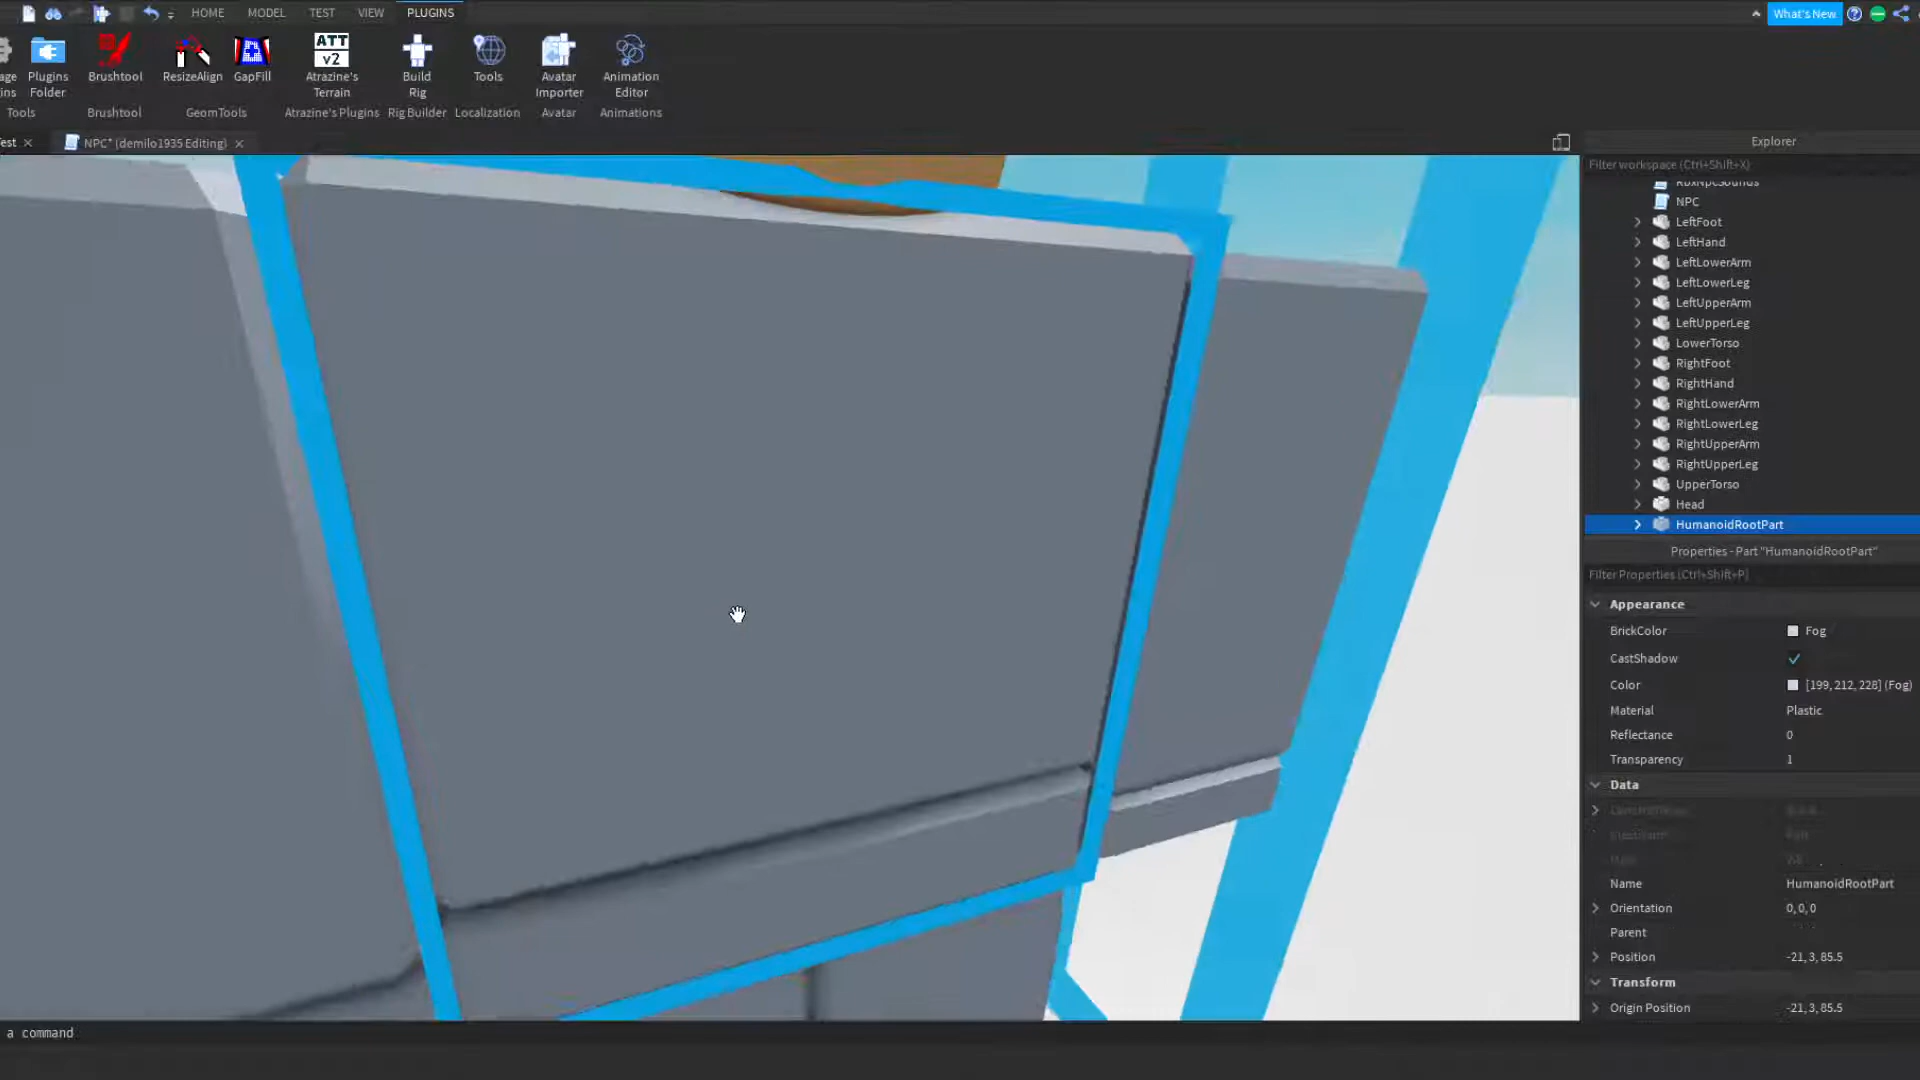 HOME MODEL TEST VIEW PLUGINS What's New
age Plugins Brushtool ResizeAlign GapFill ATT v2 Atrazine's Build Tools Avatar Animation
ins Folder Terrain Rig Importer Editor
Tools Brushtool GeomTools Atrazine's Plugins Rig Builder Localization Avatar Animations
est × NPC* (demilo1935 Editing) × Explorer
Filter workspace (Ctrl+Shift+X)
RbxNpcSounds
NPC
LeftFoot
LeftHand
LeftLowerArm
LeftLowerLeg
LeftUpperArm
LeftUpperLeg
LowerTorso
RightFoot
RightHand
RightLowerArm
RightLowerLeg
RightUpperArm
RightUpperLeg
UpperTorso
Head
HumanoidRootPart
Properties - Part "HumanoidRootPart"
Filter Properties (Ctrl+Shift+P)
Appearance
BrickColor Fog
CastShadow
Color [199, 212, 228] (Fog)
Material Plastic
Reflectance 0
Transparency 1
Data
Name HumanoidRootPart
Orientation 0, 0, 0
Parent
Position -21, 3, 85.5
Transform
Origin Position -21, 3, 85.5
a command